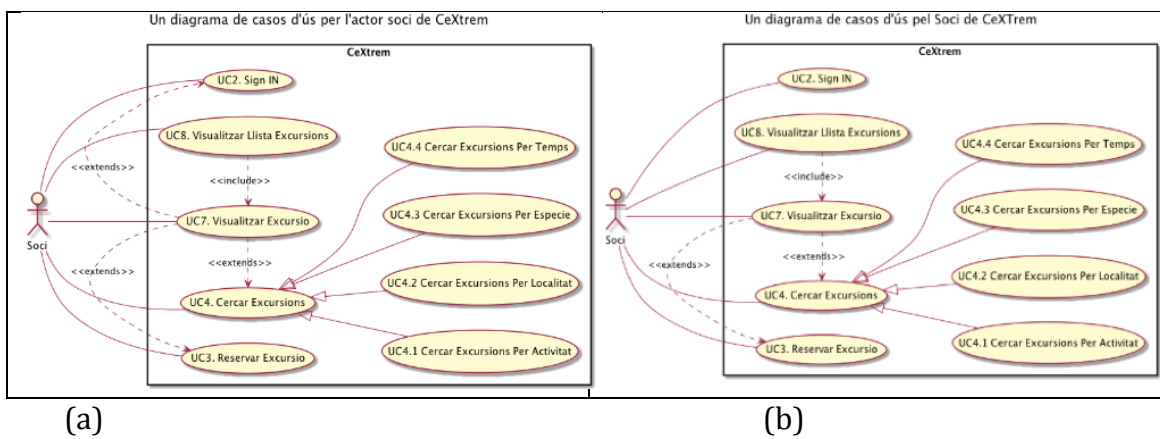 Un diagrama de casos d'ús per l'actor soci de CeXtrem
CeXtrem
UC2. Sign IN
UC8. Visualitzar Llista Excursions
UC4.4 Cercar Excursions Per Temps
<<extends>>
<<include>>
UC4.3 Cercar Excursions Per Especie
UC7. Visualitzar Excursio
Soci
<<extends>>
<<extends>>
UC4.2 Cercar Excursions Per Localitat
UC4. Cercar Excursions
UC4.1 Cercar Excursions Per Activitat
UC3. Reservar Excursio
(a)
Un diagrama de casos d'ús pel Soci de CeXTrem
CeXtrem
UC2. Sign IN
UC8. Visualitzar Llista Excursions
UC4.4 Cercar Excursions Per Temps
<<include>>
UC4.3 Cercar Excursions Per Especie
UC7. Visualitzar Excursio
Soci
<<extends>>
<<extends>>
UC4.2 Cercar Excursions Per Localitat
UC4. Cercar Excursions
UC4.1 Cercar Excursions Per Activitat
UC3. Reservar Excursio
(b)